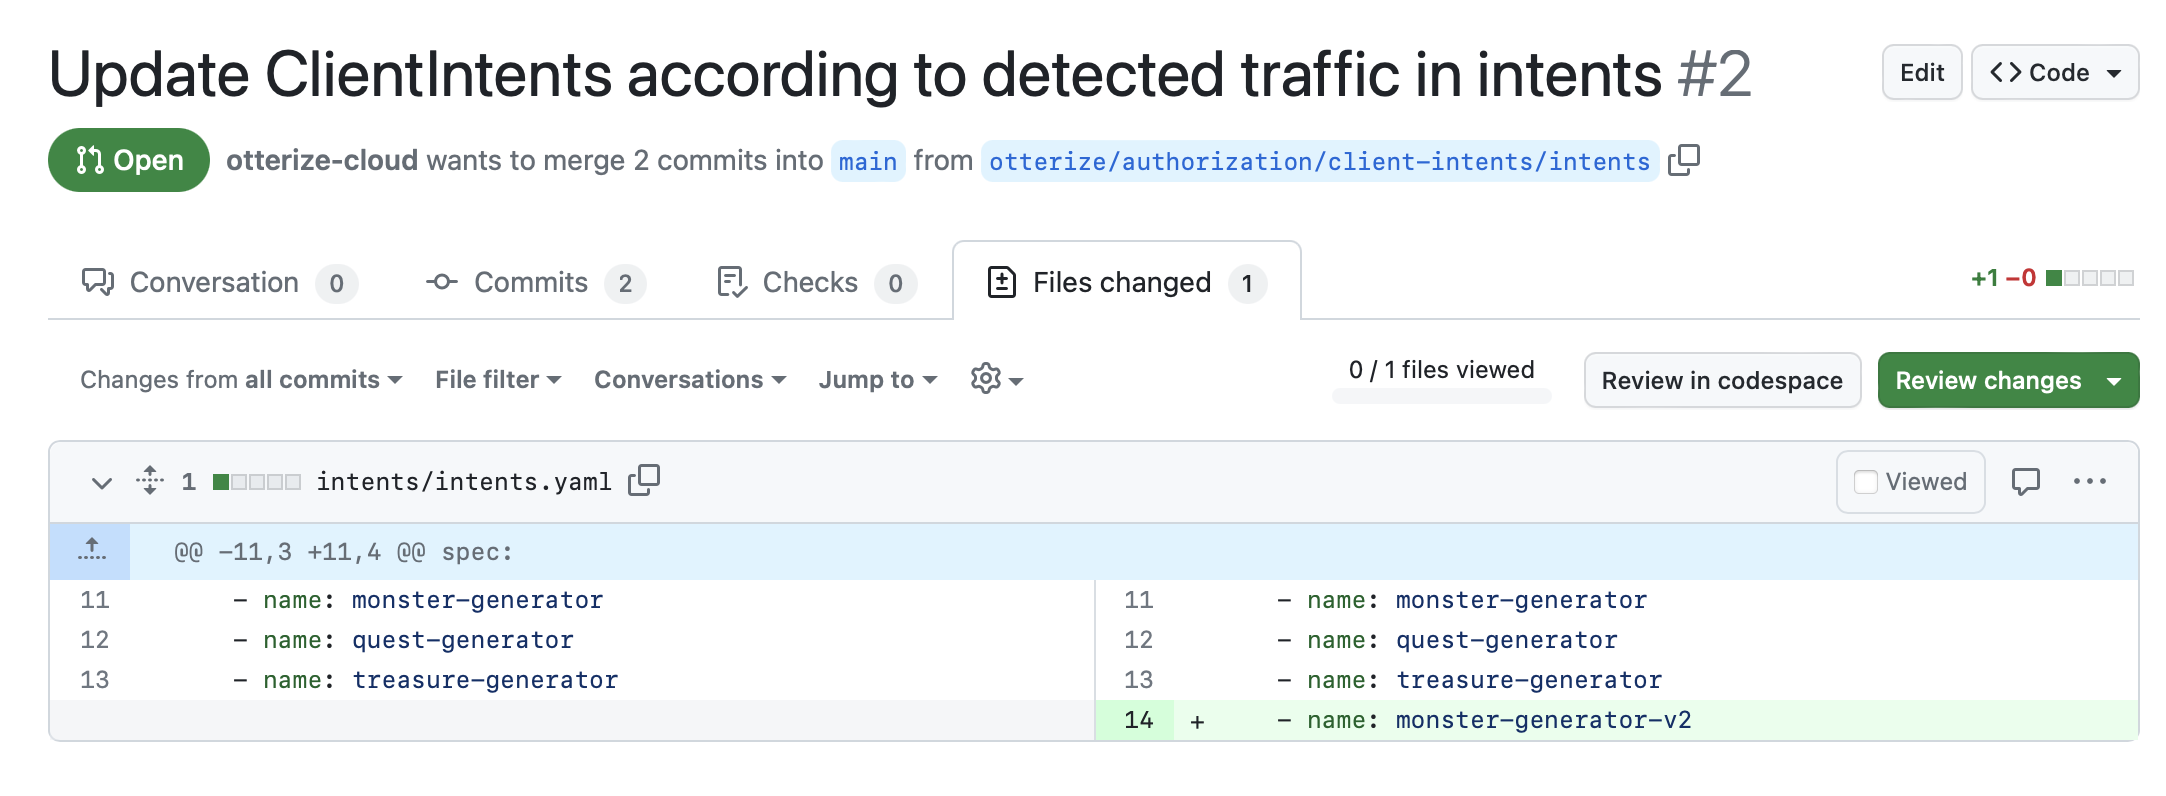 Update ClientIntents according to detected traffic in intents #2
Edit
<> Code
Open
otterize-cloud wants to merge 2 commits into main from otterize/authorization/client-intents/intents
Conversation 0
Commits 2
Checks 0
Files changed 1
+1 −0
Changes from all commits
File filter
Conversations
Jump to
0 / 1 files viewed
Review in codespace
Review changes
1 intents/intents.yaml
Viewed
@@ −11,3 +11,4 @@ spec:
11 - name: monster-generator
12 - name: quest-generator
13 - name: treasure-generator
11 - name: monster-generator
12 - name: quest-generator
13 - name: treasure-generator
14 + - name: monster-generator-v2